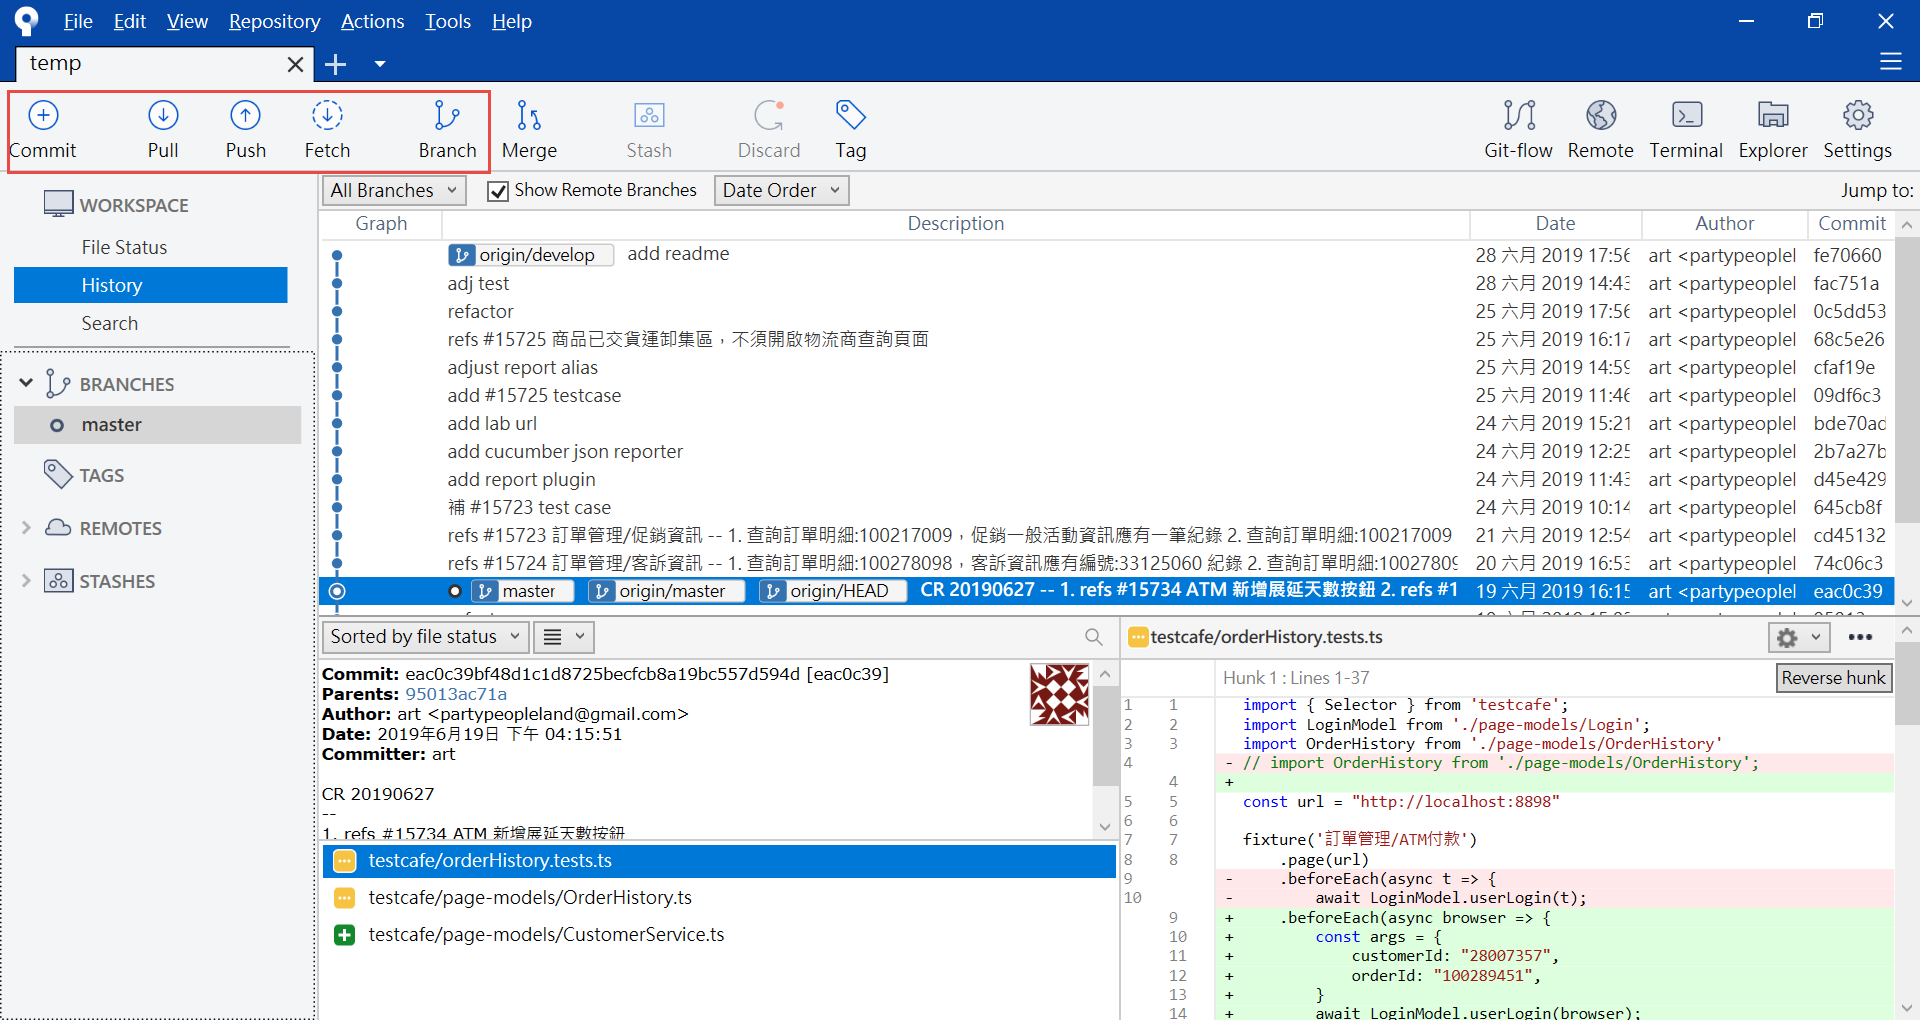 File Edit View Repository Actions Tools Help
temp
Commit Pull Push Fetch Branch Merge Stash Discard Tag Git-flow Remote Terminal Explorer Settings
WORKSPACE
File Status
History
Search
BRANCHES
master
TAGS
REMOTES
STASHES
All Branches Show Remote Branches Date Order Jump to:
Graph Description Date Author Commit
origin/develop add readme 28 六月 2019 17:56 art <partypeoplel fe70660
adj test 28 六月 2019 14:43 art <partypeoplel fac751a
refactor 25 六月 2019 17:56 art <partypeoplel 0c5dd53
refs #15725 商品已交貨運卸集區，不須開啟物流商查詢頁面 25 六月 2019 16:17 art <partypeoplel 68c5e26
adjust report alias 25 六月 2019 14:59 art <partypeoplel cfaf19e
add #15725 testcase 25 六月 2019 11:46 art <partypeoplel 09df6c3
add lab url 24 六月 2019 15:21 art <partypeoplel bde70ad
add cucumber json reporter 24 六月 2019 12:25 art <partypeoplel 2b7a27b
add report plugin 24 六月 2019 11:43 art <partypeoplel d45e429
補 #15723 test case 24 六月 2019 10:14 art <partypeoplel 645cb8f
refs #15723 訂單管理/促銷資訊 -- 1. 查詢訂單明細:100217009，促銷一般活動資訊應有一筆紀錄 2. 查詢訂單明細:100217009 21 六月 2019 12:54 art <partypeoplel cd45132
refs #15724 訂單管理/客訴資訊 -- 1. 查詢訂單明細:100278098，客訴資訊應有編號:33125060 紀錄 2. 查詢訂單明細:1002789 20 六月 2019 16:53 art <partypeoplel 74c06c3
master origin/master origin/HEAD CR 20190627 -- 1. refs #15734 ATM 新增展延天數按鈕 2. refs #1 19 六月 2019 16:15 art <partypeoplel eac0c39
Sorted by file status
Commit: eac0c39bf48d1c1d8725becfcb8a19bc557d594d [eac0c39]
Parents: 95013ac71a
Author: art <partypeopleland@gmail.com>
Date: 2019年6月19日 下午 04:15:51
Committer: art
CR 20190627
--
1. refs #15734 ATM 新增展延天數按鈕
testcafe/orderHistory.tests.ts
testcafe/page-models/OrderHistory.ts
testcafe/page-models/CustomerService.ts
testcafe/orderHistory.tests.ts
Hunk 1 : Lines 1-37 Reverse hunk
1 1 import { Selector } from 'testcafe';
2 2 import LoginModel from './page-models/Login';
3 3 import OrderHistory from './page-models/OrderHistory'
4 - // import OrderHistory from './page-models/OrderHistory';
4 +
5 5 const url = "http://localhost:8898"
6 6
7 7 fixture('訂單管理/ATM付款')
8 8 .page(url)
9 - .beforeEach(async t => {
10 - await LoginModel.userLogin(t);
9 + .beforeEach(async browser => {
10 + const args = {
11 + customerId: "28007357",
12 + orderId: "100289451",
13 + }
14 + await LoginModel.userLogin(browser);